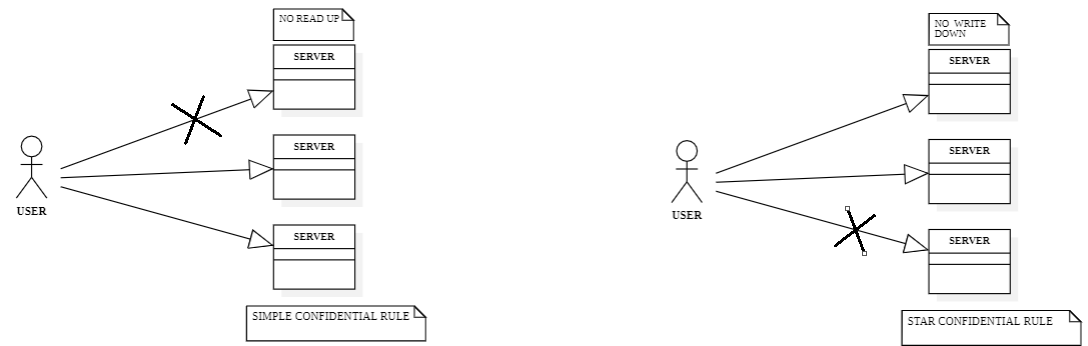 NO READ UP
SERVER
SERVER
USER
SERVER
SIMPLE CONFIDENTIAL RULE
NO WRITE
DOWN
SERVER
SERVER
USER
SERVER
STAR CONFIDENTIAL RULE